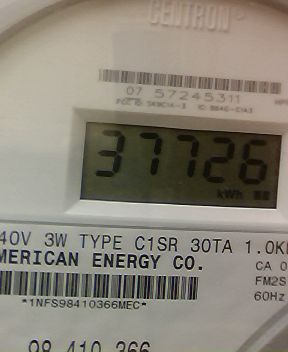 CENTRON®
07 57245311
37726
kWh
40V 3W TYPE C1SR 30TA 1.0K
MERICAN ENERGY CO.
CA 0
FM2S
60Hz
*1NFS98410366MEC*
98 410 366